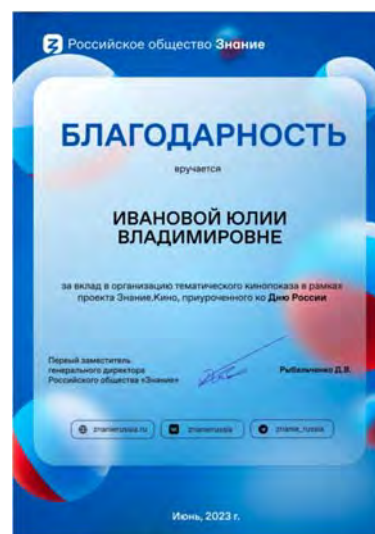 Российское общество Знание
БЛАГОДАРНОСТЬ
вручается
ИВАНОВОЙ ЮЛИИ
ВЛАДИМИРОВНЕ
за вклад в организацию тематического кинопоказа в рамках
проекта Знание.Кино, приуроченного ко Дню России
Первый заместитель
генерального директора
Российского общества «Знание»
Рыбальченко Д.В.
znanierussia.ru
znanierussia
znanie_russia
Июнь, 2023 г.